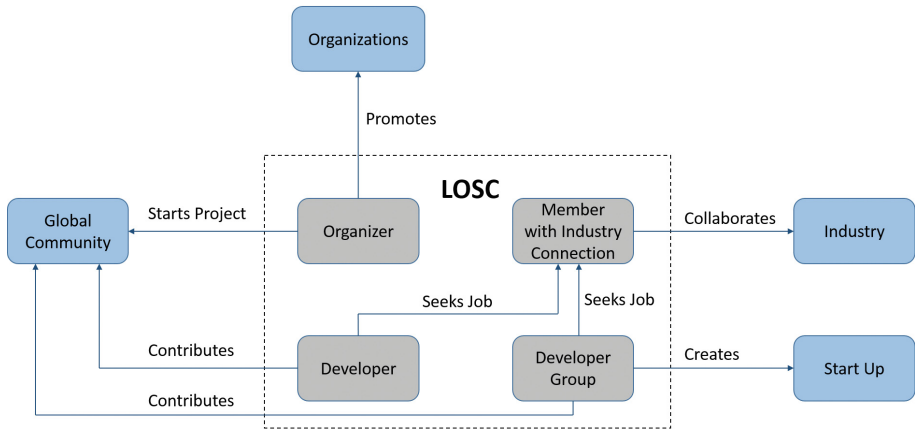 Organizations
Promotes
LOSC
Global
Community
Starts Project
Organizer
Member
with Industry
Connection
Collaborates
Industry
Seeks Job
Seeks Job
Contributes
Developer
Developer
Group
Creates
Start Up
Contributes